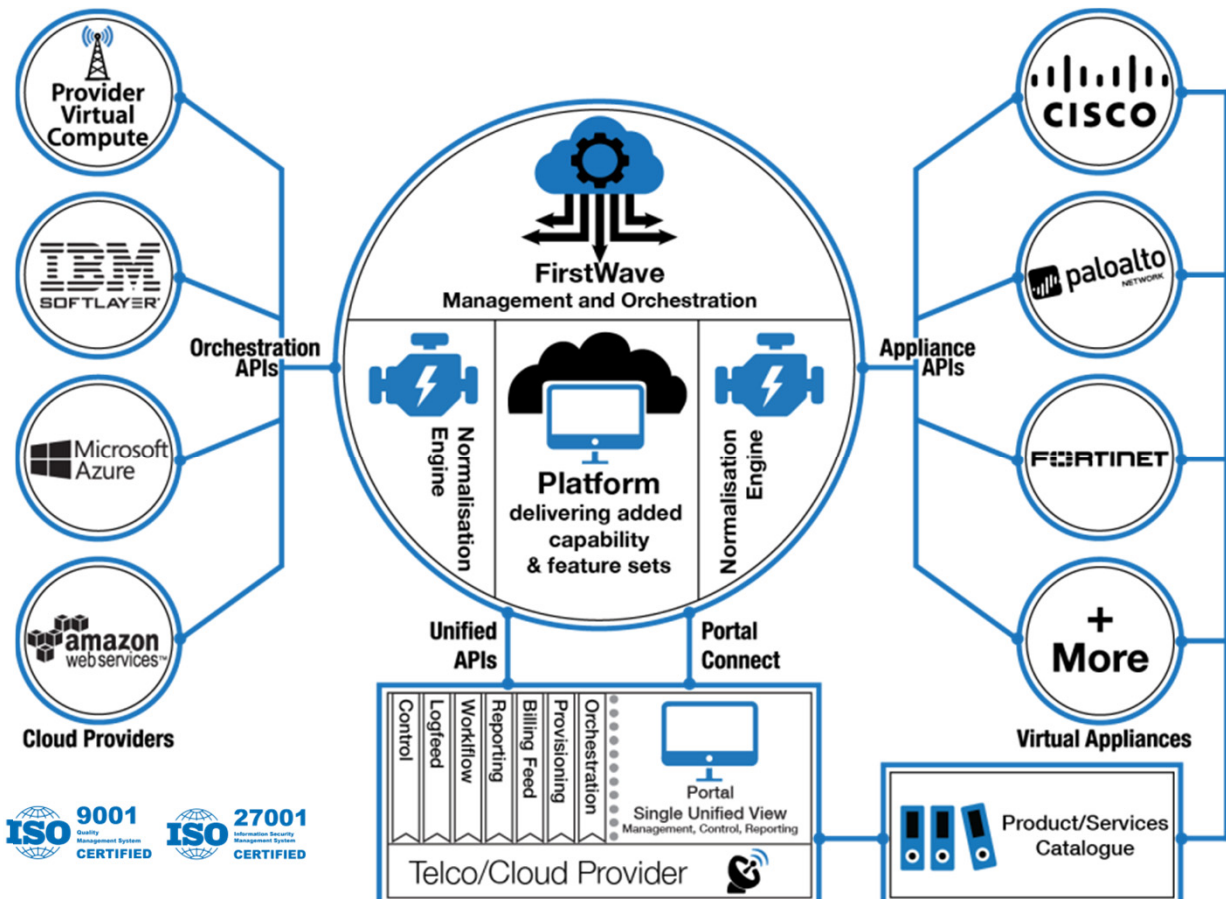 Provider
Virtual
Compute
IBM
SOFTLAYER
Microsoft
Azure
amazon
web services™
Cloud Providers
Orchestration
APIs
FirstWave
Management and Orchestration
Normalisation
Engine
Platform
delivering added
capability
& feature sets
Normalisation
Engine
Appliance
APIs
CISCO
paloalto
NETWORK
FORTINET
+
More
Virtual Appliances
Unified
APIs
Portal
Connect
Control
Logfeed
Worklfow
Reporting
Billing Feed
Provisioning
Orchestration
Portal
Single Unified View
Management, Control, Reporting
Telco/Cloud Provider
Product/Services
Catalogue
ISO 9001
Quality
Management System
CERTIFIED
ISO 27001
Information Security
Management System
CERTIFIED